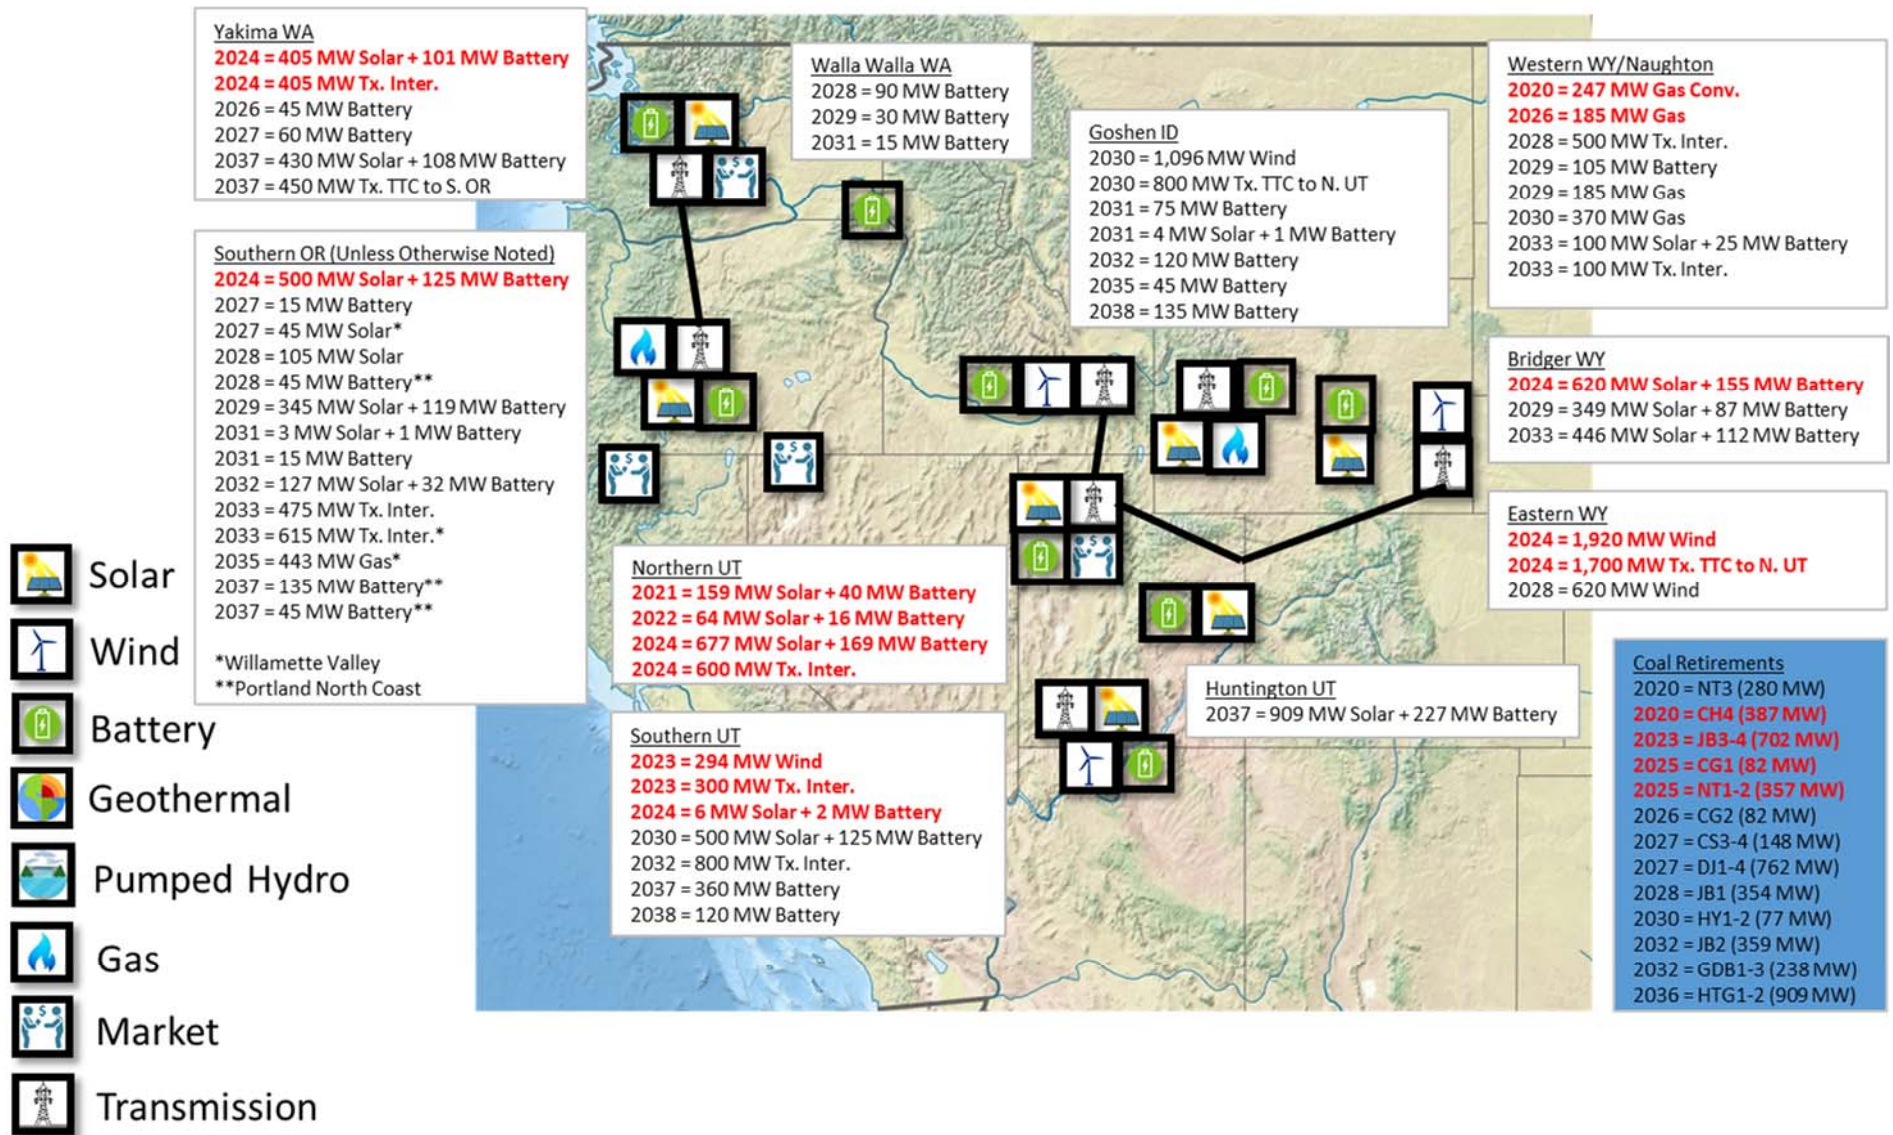 Yakima WA
2024 = 405 MW Solar + 101 MW Battery
2024 = 405 MW Tx. Inter.
2026 = 45 MW Battery
2027 = 60 MW Battery
2037 = 430 MW Solar + 108 MW Battery
2037 = 450 MW Tx. TTC to S. OR
Walla Walla WA
2028 = 90 MW Battery
2029 = 30 MW Battery
2031 = 15 MW Battery
Goshen ID
2030 = 1,096 MW Wind
2030 = 800 MW Tx. TTC to N. UT
2031 = 75 MW Battery
2031 = 4 MW Solar + 1 MW Battery
2032 = 120 MW Battery
2035 = 45 MW Battery
2038 = 135 MW Battery
Western WY/Naughton
2020 = 247 MW Gas Conv.
2026 = 185 MW Gas
2028 = 500 MW Tx. Inter.
2029 = 105 MW Battery
2029 = 185 MW Gas
2030 = 370 MW Gas
2033 = 100 MW Solar + 25 MW Battery
2033 = 100 MW Tx. Inter.
Southern OR (Unless Otherwise Noted)
2024 = 500 MW Solar + 125 MW Battery
2027 = 15 MW Battery
2027 = 45 MW Solar*
2028 = 105 MW Solar
2028 = 45 MW Battery**
2029 = 345 MW Solar + 119 MW Battery
2031 = 3 MW Solar + 1 MW Battery
2031 = 15 MW Battery
2032 = 127 MW Solar + 32 MW Battery
2033 = 475 MW Tx. Inter.
2033 = 615 MW Tx. Inter.*
2035 = 443 MW Gas*
2037 = 135 MW Battery**
2037 = 45 MW Battery**
*Willamette Valley
**Portland North Coast
Bridger WY
2024 = 620 MW Solar + 155 MW Battery
2029 = 349 MW Solar + 87 MW Battery
2033 = 446 MW Solar + 112 MW Battery
Eastern WY
2024 = 1,920 MW Wind
2024 = 1,700 MW Tx. TTC to N. UT
2028 = 620 MW Wind
Northern UT
2021 = 159 MW Solar + 40 MW Battery
2022 = 64 MW Solar + 16 MW Battery
2024 = 677 MW Solar + 169 MW Battery
2024 = 600 MW Tx. Inter.
Huntington UT
2037 = 909 MW Solar + 227 MW Battery
Southern UT
2023 = 294 MW Wind
2023 = 300 MW Tx. Inter.
2024 = 6 MW Solar + 2 MW Battery
2030 = 500 MW Solar + 125 MW Battery
2032 = 800 MW Tx. Inter.
2037 = 360 MW Battery
2038 = 120 MW Battery
Coal Retirements
2020 = NT3 (280 MW)
2020 = CH4 (387 MW)
2023 = JB3-4 (702 MW)
2025 = CG1 (82 MW)
2025 = NT1-2 (357 MW)
2026 = CG2 (82 MW)
2027 = CS3-4 (148 MW)
2027 = DJ1-4 (762 MW)
2028 = JB1 (354 MW)
2030 = HY1-2 (77 MW)
2032 = JB2 (359 MW)
2032 = GDB1-3 (238 MW)
2036 = HTG1-2 (909 MW)
Solar
Wind
Battery
Geothermal
Pumped Hydro
Gas
Market
Transmission